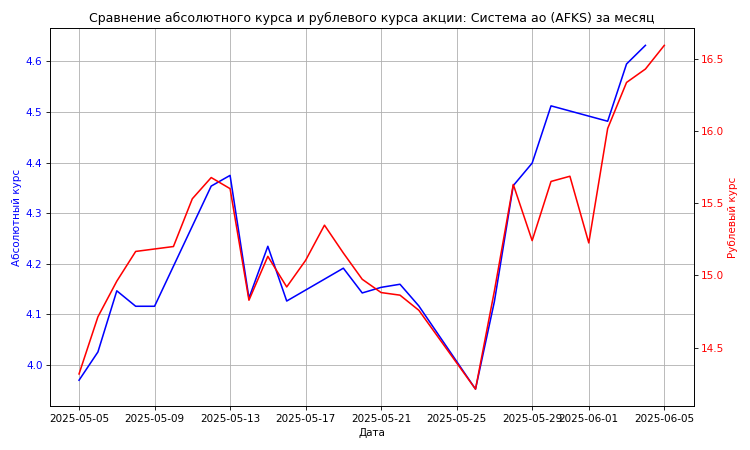 Сравнение абсолютного курса и рублевого курса акции: Система ао (AFKS) за месяц
4.6
4.5
4.4
4.3
4.2
4.1
4.0
Абсолютный курс
16.5
16.0
15.5
15.0
14.5
Рублевый курс
2025-05-05 2025-05-09 2025-05-13 2025-05-17 2025-05-21 2025-05-25 2025-05-29 2025-06-01 2025-06-05
Дата